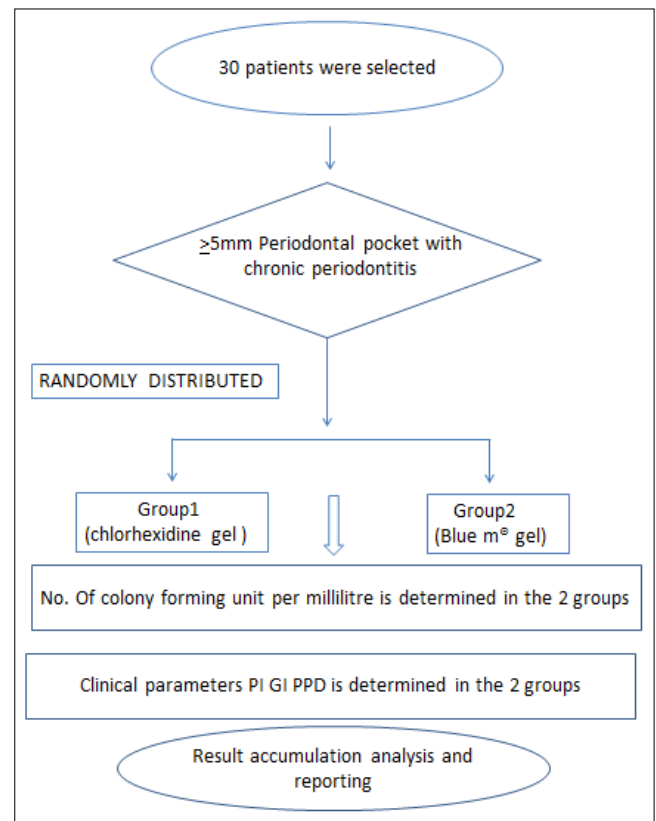 30 patients were selected
≥5mm Periodontal pocket with
chronic periodontitis
RANDOMLY DISTRIBUTED
Group1
(chlorhexidine gel )
Group2
(Blue m® gel)
No. Of colony forming unit per millilitre is determined in the 2 groups
Clinical parameters PI GI PPD is determined in the 2 groups
Result accumulation analysis and
reporting